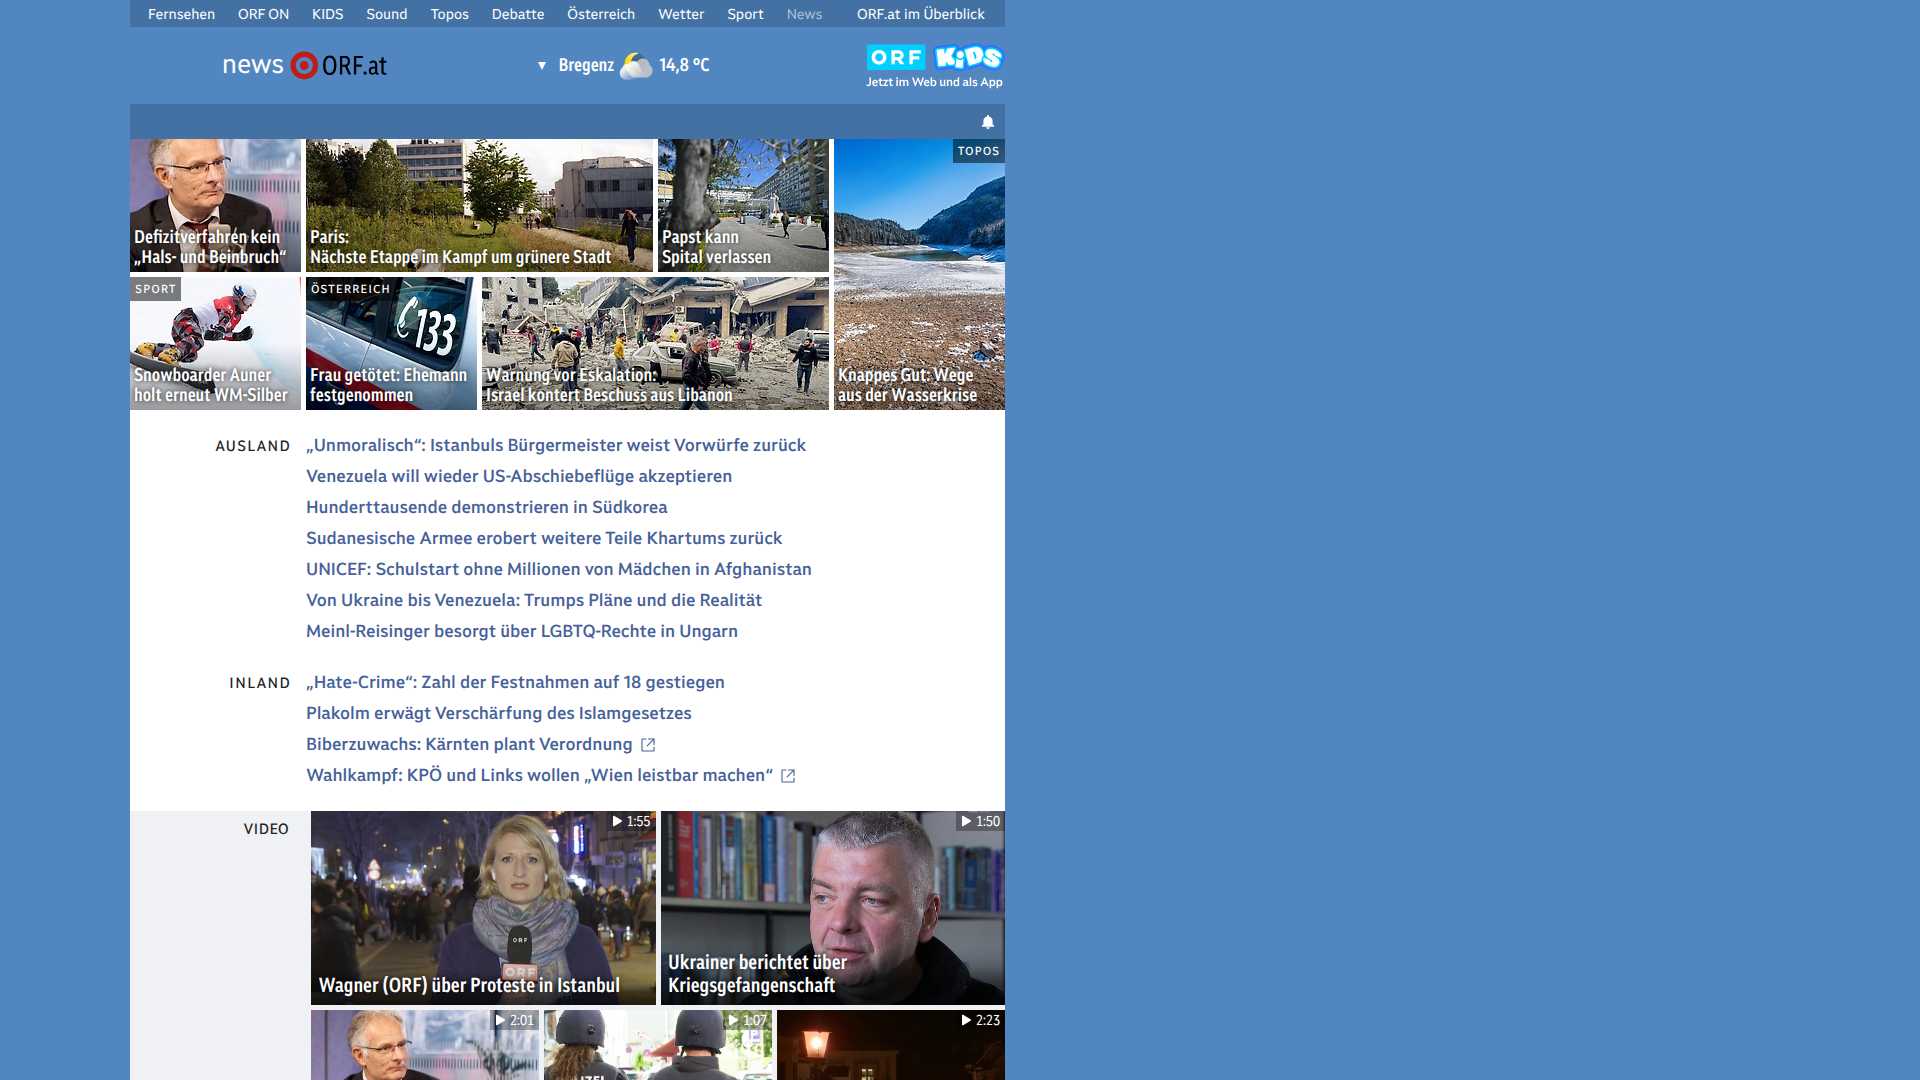 Fernsehen ORF ON KIDS Sound Topos Debatte Österreich Wetter Sport News ORF.at im Überblick
news ORF.at
Bregenz 14,8 °C
ORF KiDS
Jetzt im Web und als App
Defizitverfahren kein
„Hals- und Beinbruch“
Paris:
Nächste Etappe im Kampf um grünere Stadt
Papst kann
Spital verlassen
TOPOS
Knappes Gut: Wege
aus der Wasserkrise
SPORT
Snowboarder Auner
holt erneut WM-Silber
ÖSTERREICH
133
Frau getötet: Ehemann
festgenommen
Warnung vor Eskalation:
Israel kontert Beschuss aus Libanon
AUSLAND
„Unmoralisch“: Istanbuls Bürgermeister weist Vorwürfe zurück
Venezuela will wieder US-Abschiebeflüge akzeptieren
Hunderttausende demonstrieren in Südkorea
Sudanesische Armee erobert weitere Teile Khartums zurück
UNICEF: Schulstart ohne Millionen von Mädchen in Afghanistan
Von Ukraine bis Venezuela: Trumps Pläne und die Realität
Meinl-Reisinger besorgt über LGBTQ-Rechte in Ungarn
INLAND
„Hate-Crime“: Zahl der Festnahmen auf 18 gestiegen
Plakolm erwägt Verschärfung des Islamgesetzes
Biberzuwachs: Kärnten plant Verordnung
Wahlkampf: KPÖ und Links wollen „Wien leistbar machen“
VIDEO
1:55
ORF
ORF
Wagner (ORF) über Proteste in Istanbul
1:50
Ukrainer berichtet über
Kriegsgefangenschaft
2:01
1:07
2:23